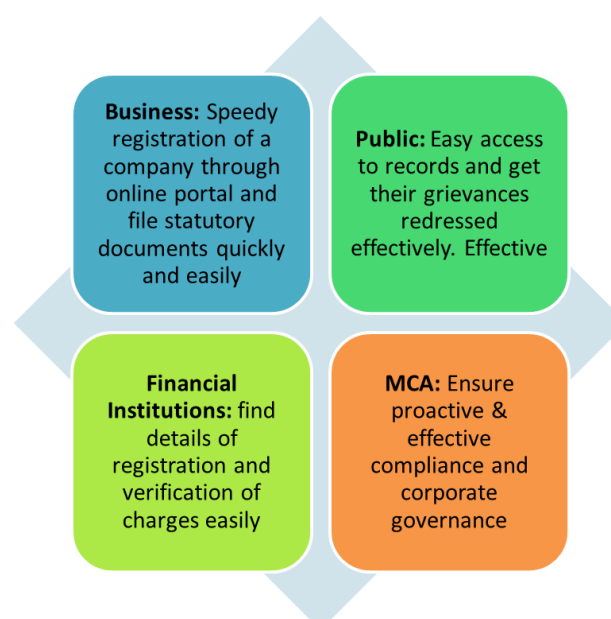 Business: Speedy
registration of a
company through
online portal and
file statutory
documents quickly
and easily
Public: Easy access
to records and get
their grievances
redressed
effectively. Effective
Financial
Institutions: find
details of
registration and
verification of
charges easily
MCA: Ensure
proactive &
effective
compliance and
corporate
governance